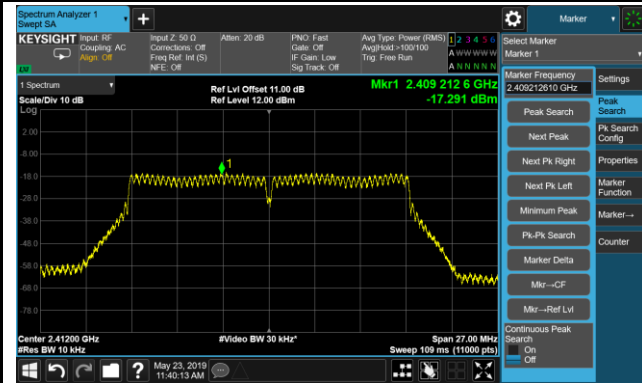 Spectrum Analyzer 1
Swept SA
Marker
KEYSIGHT
Input: RF
Coupling: AC
Align: Off
Input Z: 50 Ω
Corrections: Off
Freq Ref: Int (S)
NFE: Off
Atten: 20 dB
PNO: Fast
Gate: Off
IF Gain: Low
Sig Track: Off
Avg Type: Power (RMS)
Avg|Hold:>100/100
Trig: Free Run
1 2 3 4 5 6
A W W W W W
A N N N N N
Select Marker
Marker 1
1 Spectrum
Scale/Div 10 dB
Log
Ref Lvl Offset 11.00 dB
Ref Level 12.00 dBm
Mkr1 2.409 212 6 GHz
-17.291 dBm
Marker Frequency
2.409212610 GHz
Settings
Peak Search
Peak
Search
Next Peak
Pk Search
Config
Next Pk Right
Properties
Next Pk Left
Marker
Function
Minimum Peak
Marker→
Pk-Pk Search
Counter
Marker Delta
Mkr→CF
Mkr→Ref Lvl
Continuous Peak
Search
On
Off
2.00
-8.00
-18.0
-28.0
-38.0
-48.0
-58.0
-68.0
-78.0
1
Center 2.41200 GHz
#Res BW 10 kHz
#Video BW 30 kHz*
Span 27.00 MHz
Sweep 109 ms (11000 pts)
May 23, 2019
11:40:13 AM